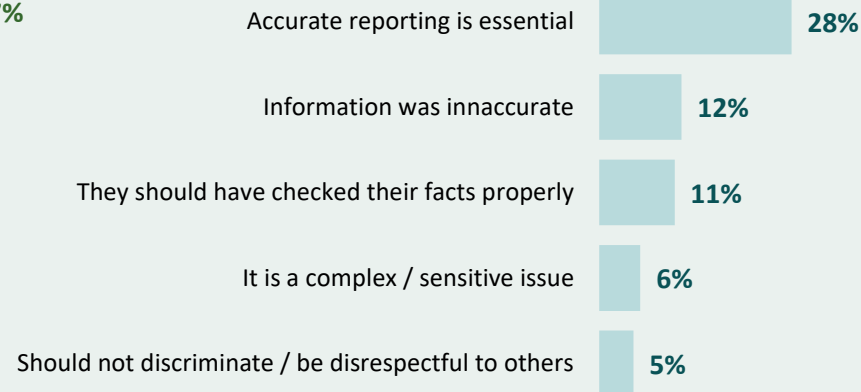 %
Accurate reporting is essential 28%
Information was innaccurate 12%
They should have checked their facts properly 11%
It is a complex / sensitive issue 6%
Should not discriminate / be disrespectful to others 5%